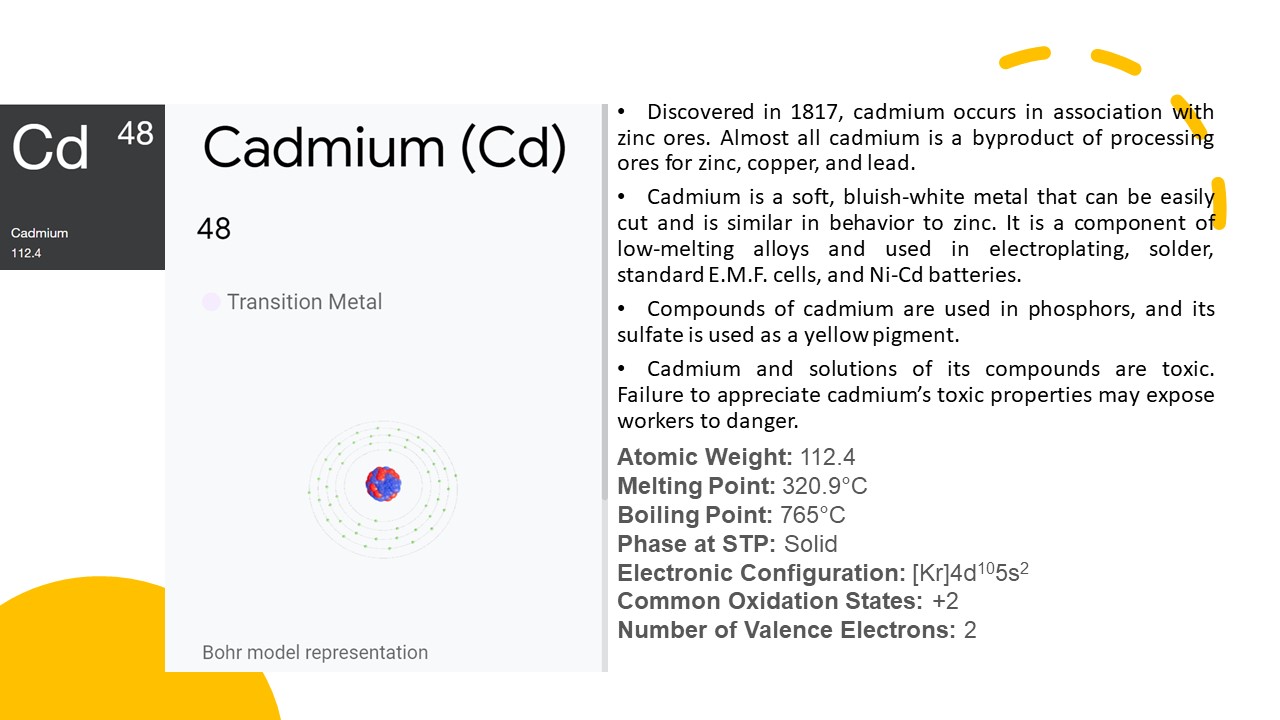 Cd 48
Cadmium
112.4
Cadmium (Cd)
48
Transition Metal
Bohr model representation
• Discovered in 1817, cadmium occurs in association with
zinc ores. Almost all cadmium is a byproduct of processing
ores for zinc, copper, and lead.
• Cadmium is a soft, bluish-white metal that can be easily
cut and is similar in behavior to zinc. It is a component of
low-melting alloys and used in electroplating, solder,
standard E.M.F. cells, and Ni-Cd batteries.
• Compounds of cadmium are used in phosphors, and its
sulfate is used as a yellow pigment.
• Cadmium and solutions of its compounds are toxic.
Failure to appreciate cadmium’s toxic properties may expose
workers to danger.
Atomic Weight: 112.4
Melting Point: 320.9°C
Boiling Point: 765°C
Phase at STP: Solid
Electronic Configuration: [Kr]4d¹⁰5s²
Common Oxidation States: +2
Number of Valence Electrons: 2